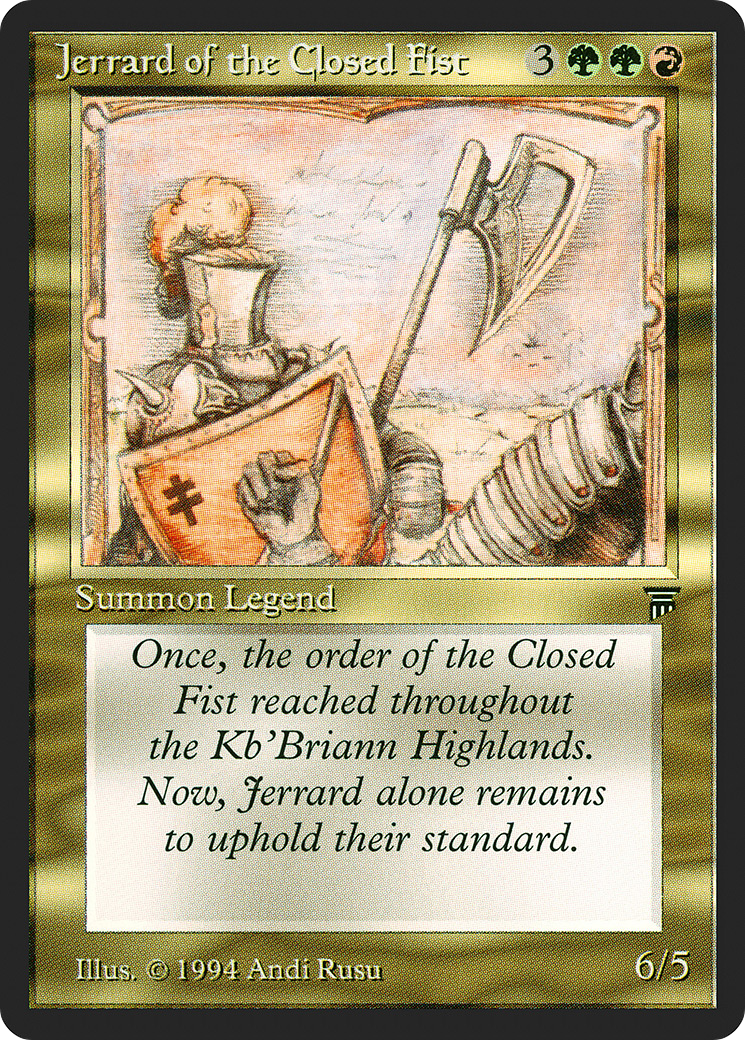 Jerrard of the Closed Fist 3
Summon Legend
Once, the order of the Closed
Fist reached throughout
the Kb'Briann Highlands.
Now, Jerrard alone remains
to uphold their standard.
Illus. © 1994 Andi Rusu 6/5